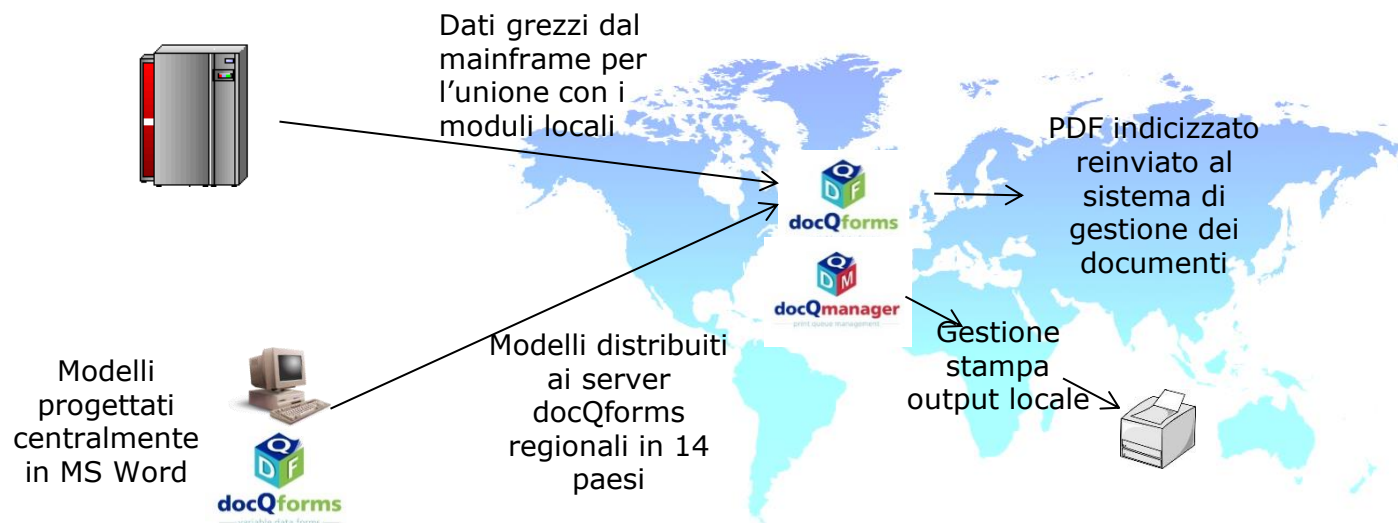 Dati grezzi dal
mainframe per
l’unione con i
moduli locali
Q
D F
docQforms
Q
D M
docQmanager
print queue management
PDF indicizzato
reinviato al
sistema di
gestione dei
documenti
Gestione
stampa
output locale
Modelli distribuiti
ai server
docQforms
regionali in 14
paesi
Modelli
progettati
centralmente
in MS Word
Q
D F
docQforms
variable data forms